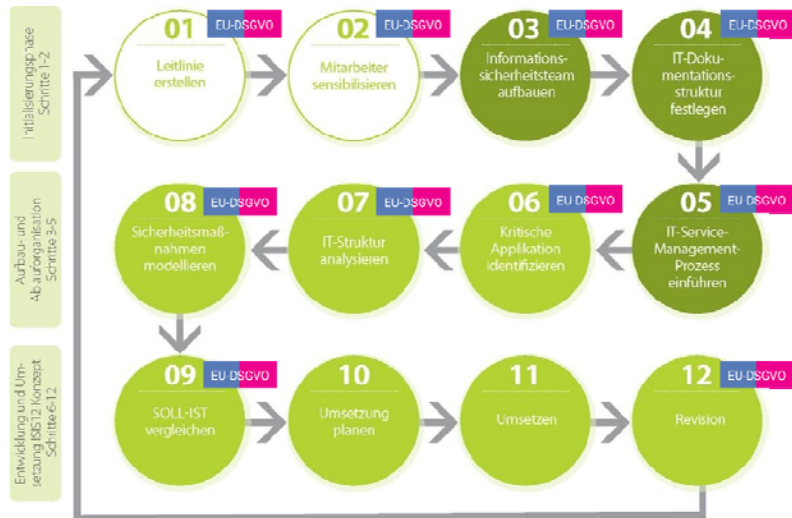 Initialisierungsphase
Schritte 1-2
01
EU-DSGVO
Leitlinie
erstellen
02
EU-DSGVO
Mitarbeiter
sensibilisieren
03
EU-DSGVO
Informations-
sicherheitsteam
aufbauen
04
EU-DSGVO
IT-Doku-
mentations-
struktur
festlegen
Aufbau- und
Ablauforganisation
Schritte 3-5
08
EU-DSGVO
Sicherheitsmaß-
nahmen
modellieren
07
EU-DSGVO
IT-Struktur
analysieren
06
EU-DSGVO
Kritische
Applikation
identifizieren
05
EU-DSGVO
IT-Service-
Management-
Prozess
einführen
Entwicklung und Um-
setzung ISIS12 Konzept
Schritte 6-12
09
EU-DSGVO
SOLL-IST
vergleichen
10
Umsetzung
planen
11
Umsetzen
12
EU-DSGVO
Revision